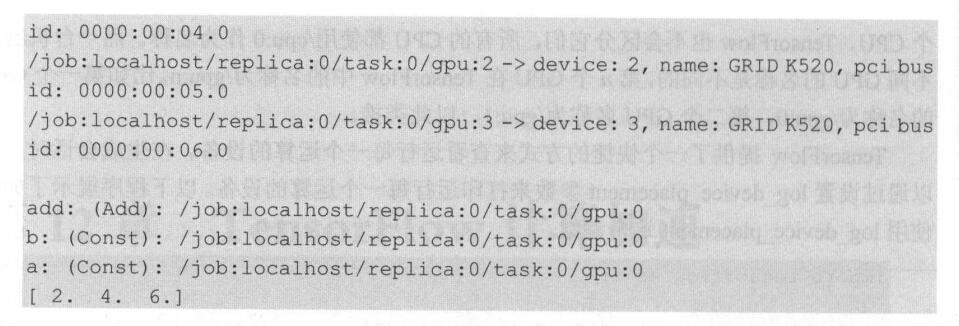 id: 0000:00:04.0
/job:localhost/replica:0/task:0/gpu:2 -> device: 2, name: GRID K520, pci bus
id: 0000:00:05.0
/job:localhost/replica:0/task:0/gpu:3 -> device: 3, name: GRID K520, pci bus
id: 0000:00:06.0
add: (Add): /job:localhost/replica:0/task:0/gpu:0
b: (Const): /job:localhost/replica:0/task:0/gpu:0
a: (Const): /job:localhost/replica:0/task:0/gpu:0
[ 2. 4. 6.]